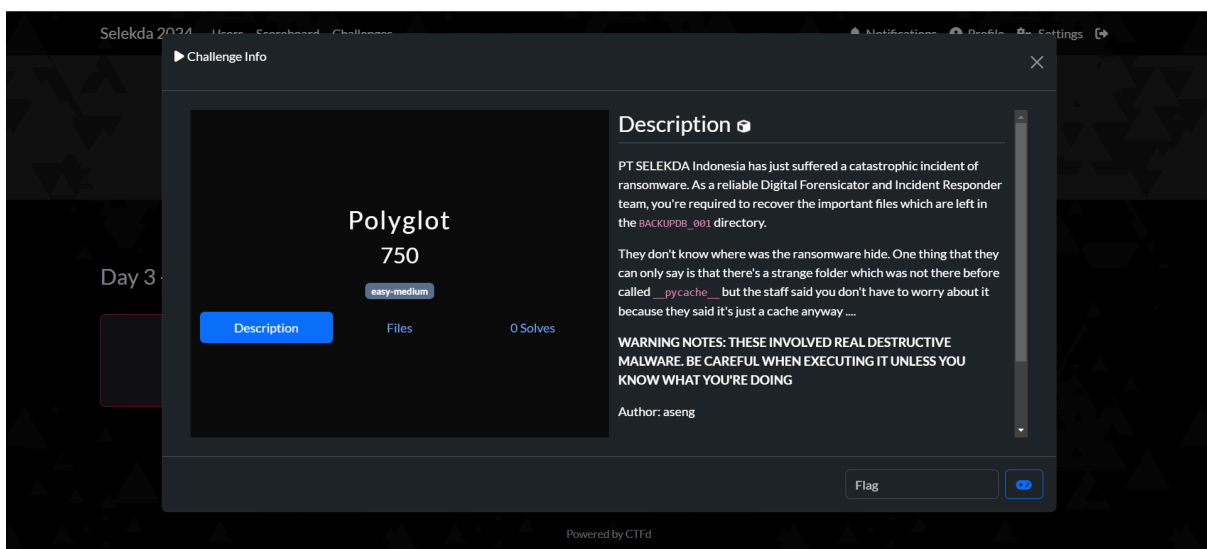 Selekda 2024 Users Scoreboard Challenges Notifications Profile Settings
Challenge Info
Polyglot
750
easy-medium
Description Files 0 Solves
Description
PT SELEKDA Indonesia has just suffered a catastrophic incident of
ransomware. As a reliable Digital Forensicator and Incident Responder
team, you're required to recover the important files which are left in
the BACKUPDB_001 directory.
They don't know where was the ransomware hide. One thing that they
can only say is that there's a strange folder which was not there before
called __pycache__ but the staff said you don't have to worry about it
because they said it's just a cache anyway ....
WARNING NOTES: THESE INVOLVED REAL DESTRUCTIVE
MALWARE. BE CAREFUL WHEN EXECUTING IT UNLESS YOU
KNOW WHAT YOU'RE DOING
Author: aseng
Day 3 -
Flag
Powered by CTFd